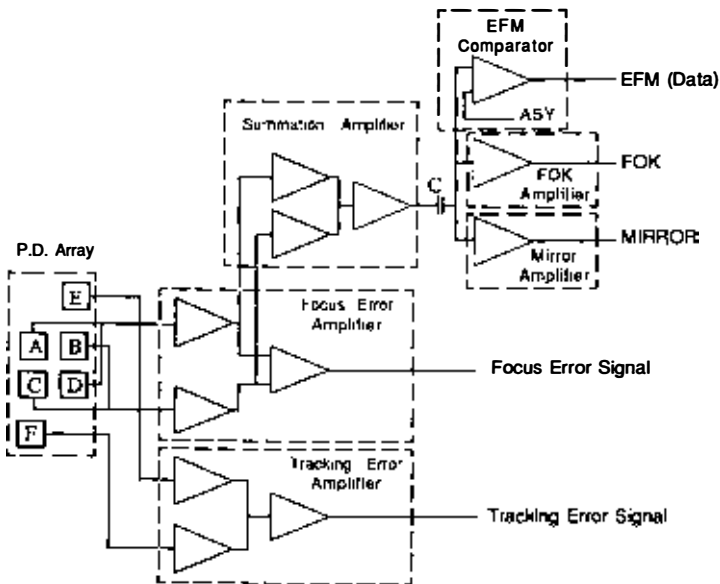 EFM
Comparator
EFM (Data)
ASY
Summation Amplifier
C
FOK
FOK
Amplifier
MIRROR
Mirror
Amplifier
P.D. Array
E
A B
C D
F
Focus Error
Amplifier
Focus Error Signal
Tracking Error
Amplifier
Tracking Error Signal